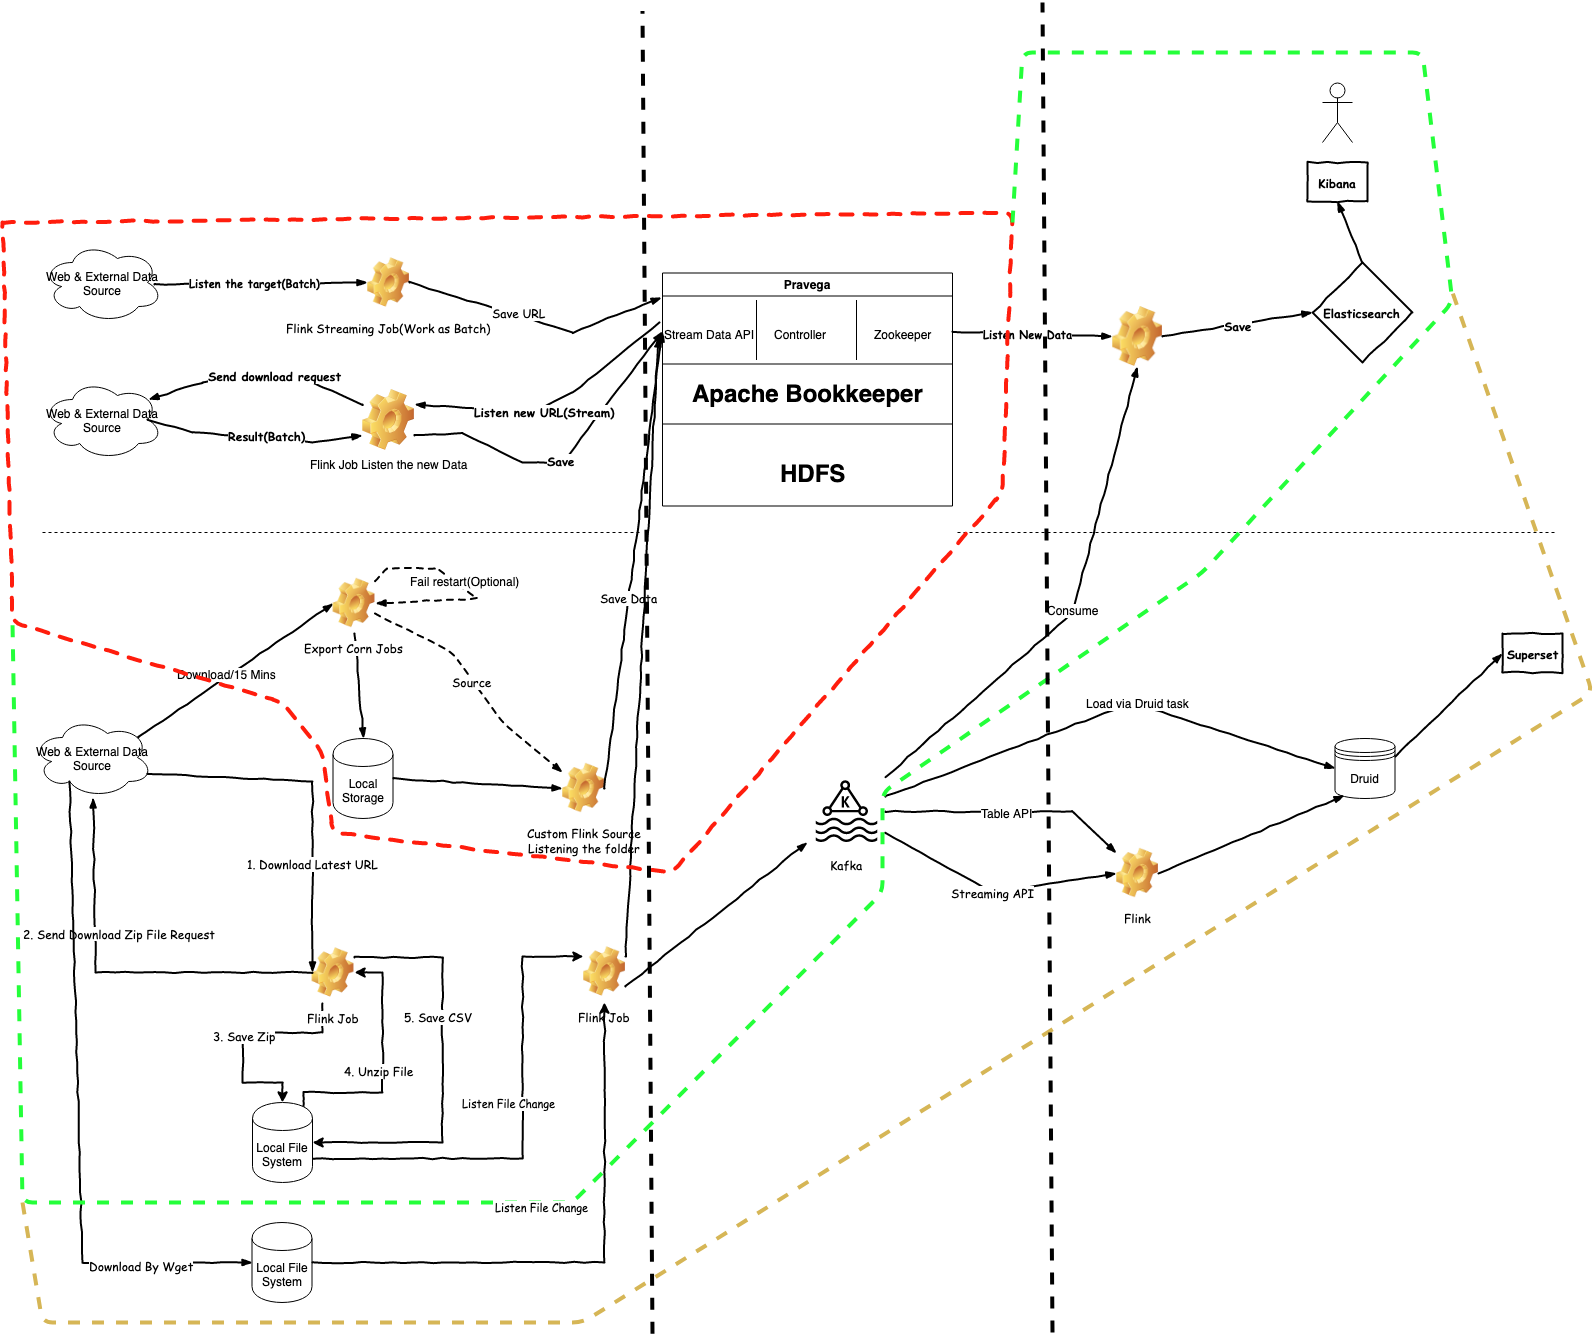 Kibana
Web & External Data
Source
Listen the target(Batch)
Flink Streaming Job(Work as Batch)
Save URL
Pravega
Stream Data API
Controller
Zookeeper
Listen New Data
Save
Elasticsearch
Send download request
Web & External Data
Source
Result(Batch)
Flink Job Listen the new Data
Listen new URL(Stream)
Save
Apache Bookkeeper
HDFS
Fail restart(Optional)
Export Corn Jobs
Save Data
Consume
Download/15 Mins
Source
Superset
Load via Druid task
Web & External Data
Source
Local
Storage
Druid
Custom Flink Source
Listening the folder
K
Kafka
Table API
Streaming API
Flink
1. Download Latest URL
2. Send Download Zip File Request
Flink Job
5. Save CSV
Flink Job
3. Save Zip
4. Unzip File
Listen File Change
Local File
System
Listen File Change
Download By Wget
Local File
System